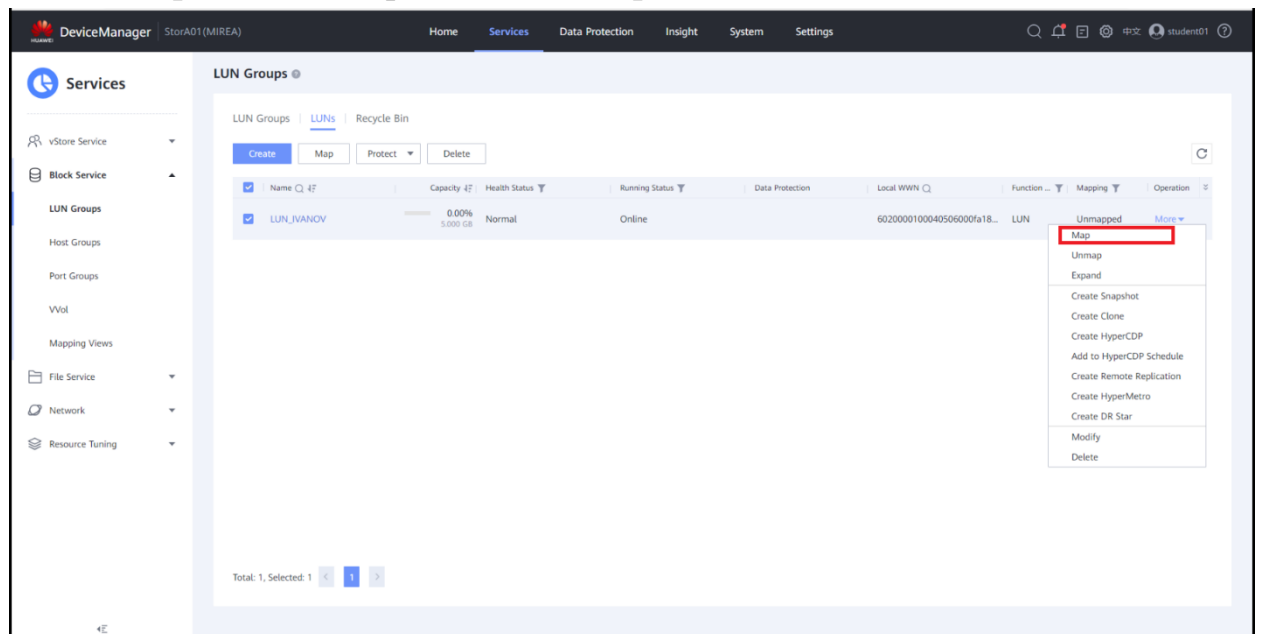 HUAWEI DeviceManager StorA01(MIREA) Home Services Data Protection Insight System Settings 中文 student01
Services
vStore Service
Block Service
LUN Groups
Host Groups
Port Groups
VVol
Mapping Views
File Service
Network
Resource Tuning
LUN Groups
LUN Groups LUNs Recycle Bin
Create Map Protect Delete
Name Capacity Health Status Running Status Data Protection Local WWN Function ... Mapping Operation
LUN_IVANOV 0.00% Normal Online 6020000100040506000fa18... LUN Unmapped More
5.000 GB
Map
Unmap
Expand
Create Snapshot
Create Clone
Create HyperCDP
Add to HyperCDP Schedule
Create Remote Replication
Create HyperMetro
Create DR Star
Modify
Delete
Total: 1, Selected: 1 < 1 >